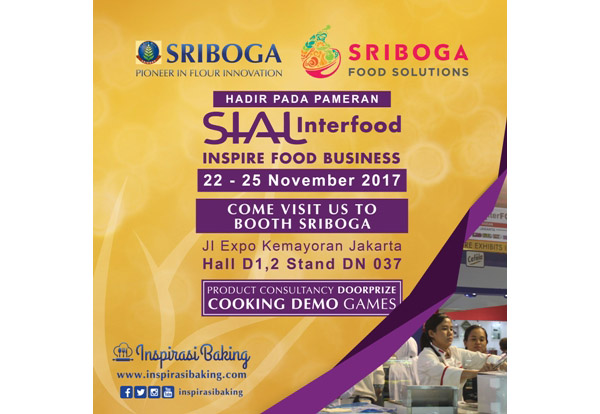 SRIBOGA
PIONEER IN FLOUR INNOVATION
SRIBOGA
FOOD SOLUTIONS
HADIR PADA PAMERAN
SIAL Interfood
INSPIRE FOOD BUSINESS
22 - 25 November 2017
COME VISIT US TO
BOOTH SRIBOGA
JI Expo Kemayoran Jakarta
Hall D1,2 Stand DN 037
PRODUCT CONSULTANCY DOORPRIZE
COOKING DEMO GAMES
Inspirasi Baking
www.inspirasibaking.com
inspirasibaking